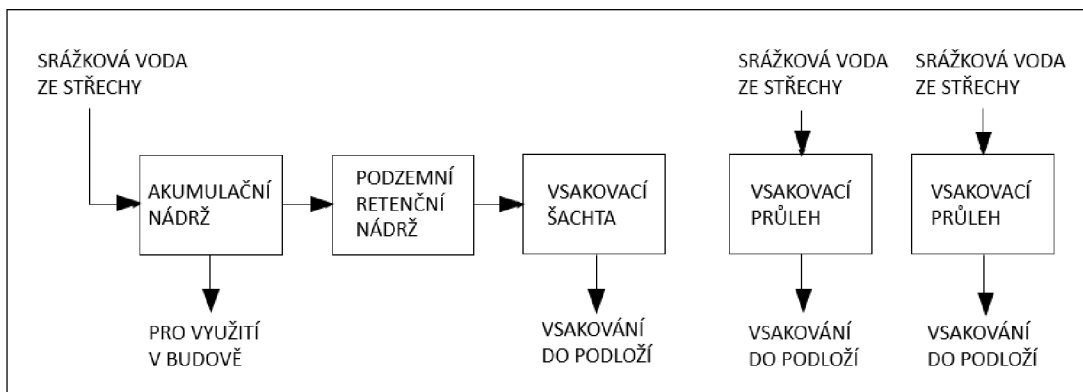 SRÁŽKOVÁ VODA
ZE STŘECHY
AKUMULAČNÍ
NÁDRŽ
PRO VYUŽITÍ
V BUDOVĚ
PODZEMNÍ
RETENČNÍ
NÁDRŽ
VSAKOVACÍ
ŠACHTA
VSAKOVÁNÍ
DO PODLOŽÍ
SRÁŽKOVÁ VODA
ZE STŘECHY
VSAKOVACÍ
PRŮLEH
VSAKOVÁNÍ
DO PODLOŽÍ
SRÁŽKOVÁ VODA
ZE STŘECHY
VSAKOVACÍ
PRŮLEH
VSAKOVÁNÍ
DO PODLOŽÍ